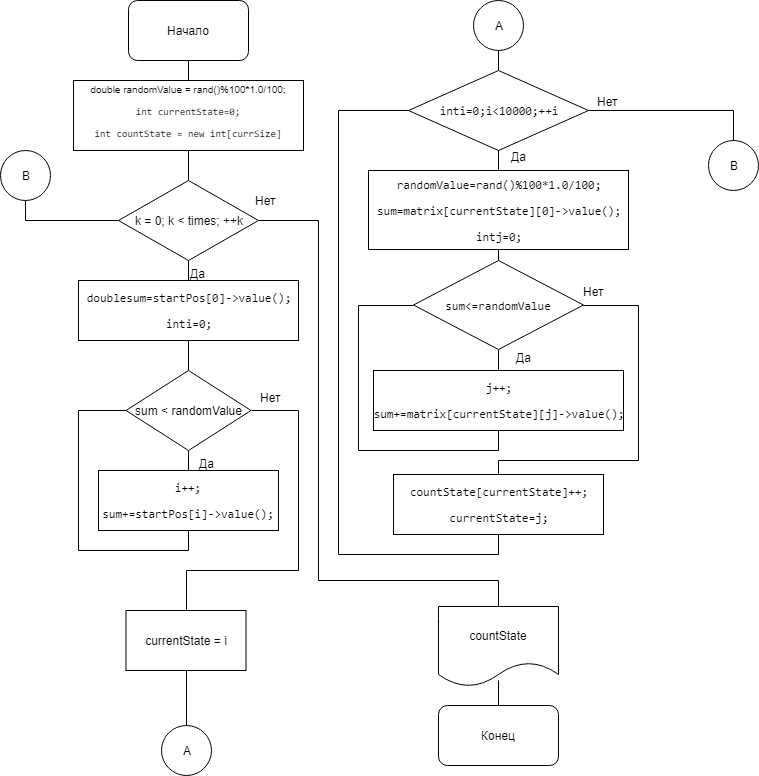 Начало
double randomValue = rand()%100*1.0/100;
int currentState=0;
int countState = new int[currSize]
B
k = 0; k < times; ++k
Нет
Да
doublesum=startPos[0]->value();
inti=0;
sum < randomValue
Нет
Да
i++;
sum+=startPos[i]->value();
currentState = i
A
A
inti=0;i<10000;++i
Нет
B
Да
randomValue=rand()%100*1.0/100;
sum=matrix[currentState][0]->value();
intj=0;
sum<=randomValue
Нет
Да
j++;
sum+=matrix[currentState][j]->value();
countState[currentState]++;
currentState=j;
countState
Конец